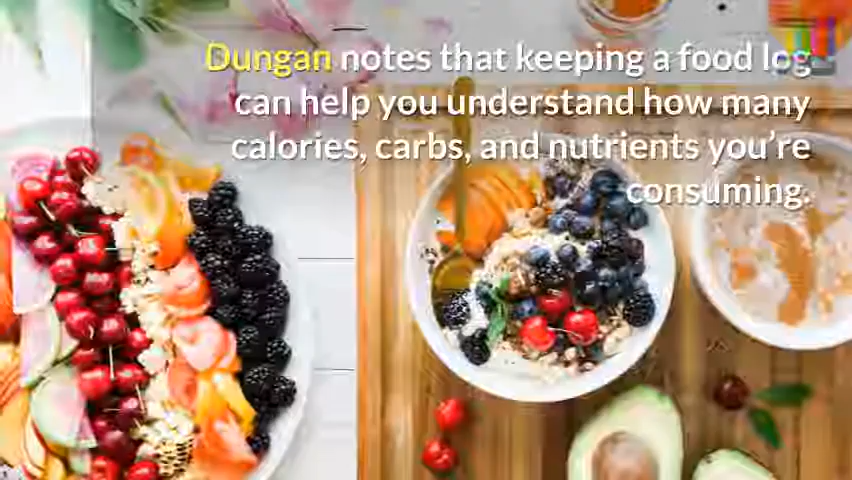 Dungan notes that keeping a food log
can help you understand how many
calories, carbs, and nutrients you're
consuming.